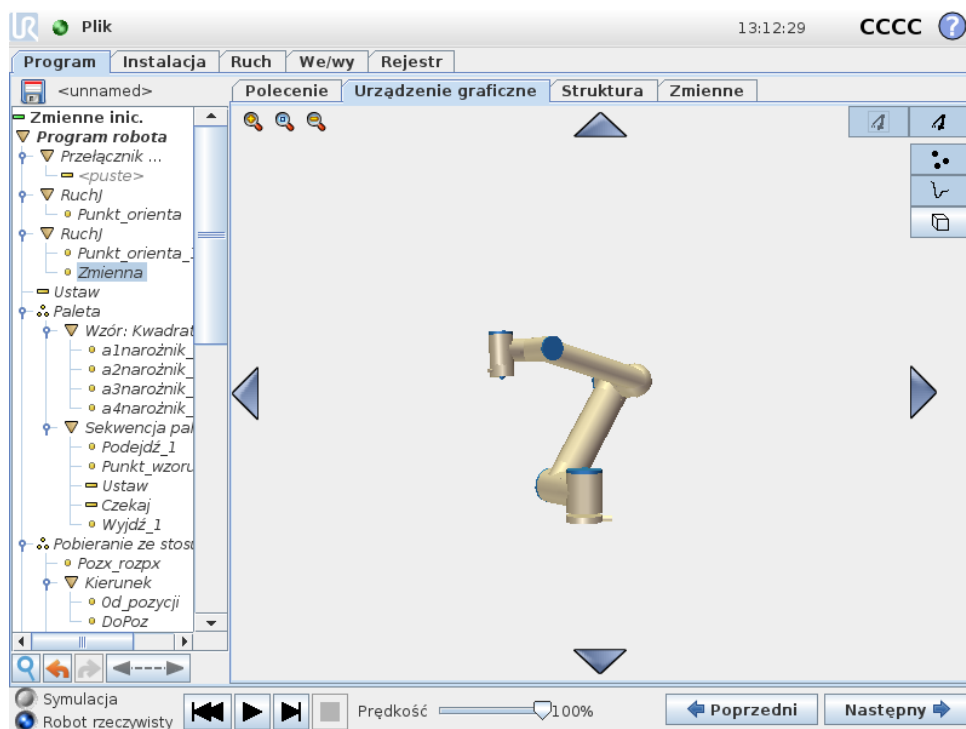 UR Plik 13:12:29 CCCC ?
Program Instalacja Ruch We/wy Rejestr
<unnamed> Polecenie Urządzenie graficzne Struktura Zmienne
Zmienne inic.
Program robota
Przełącznik ...
<puste>
RuchJ
Punkt_orienta
RuchJ
Punkt_orienta_
Zmienna
Ustaw
Paleta
Wzór: Kwadrat
a1narożnik_
a2narożnik_
a3narożnik_
a4narożnik_
Sekwencja pal
Podejdź_1
Punkt_wzoru
Ustaw
Czekaj
Wyjdź_1
Pobieranie ze stosu
Pozx_rozpx
Kierunek
Od_pozycji
DoPoz
Symulacja
Robot rzeczywisty
Prędkość 100% Poprzedni Następny